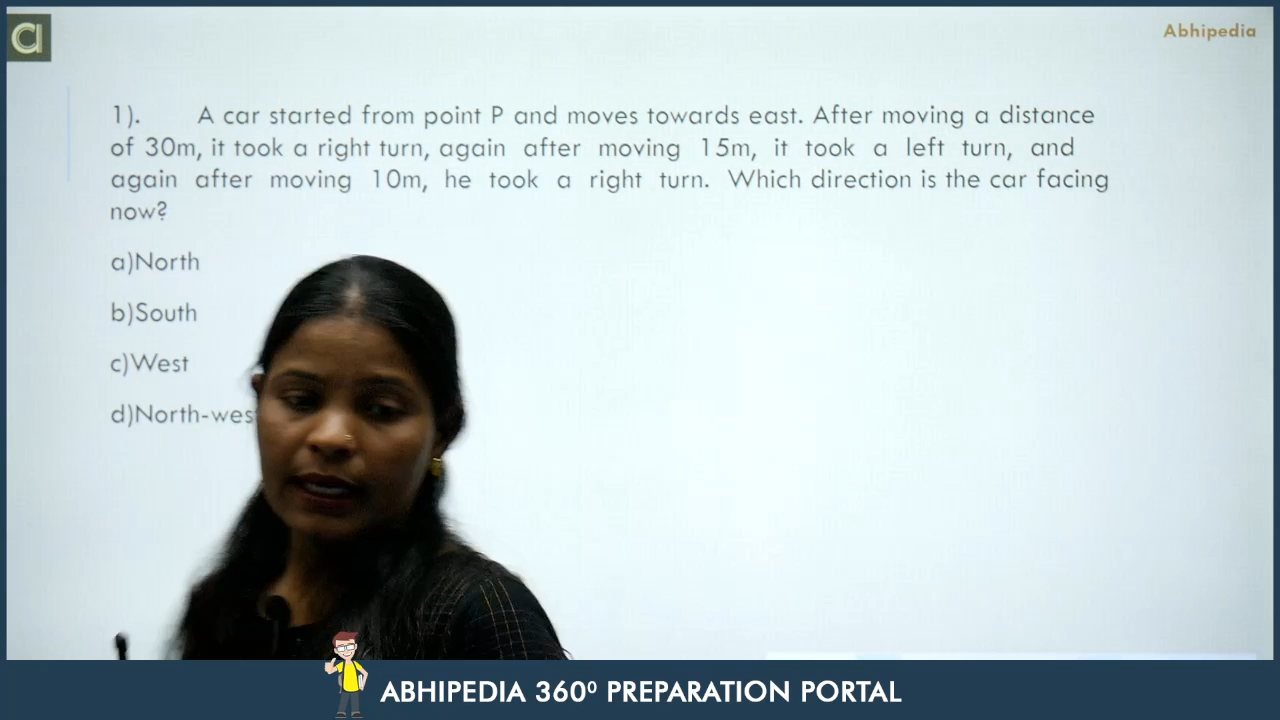 Abhipedia
1). A car started from point P and moves towards east. After moving a distance
of 30m, it took a right turn, again after moving 15m, it took a left turn, and
again after moving 10m, he took a right turn. Which direction is the car facing
now?
a)North
b)South
c)West
d)North-wes
ABHIPEDIA 360⁰ PREPARATION PORTAL